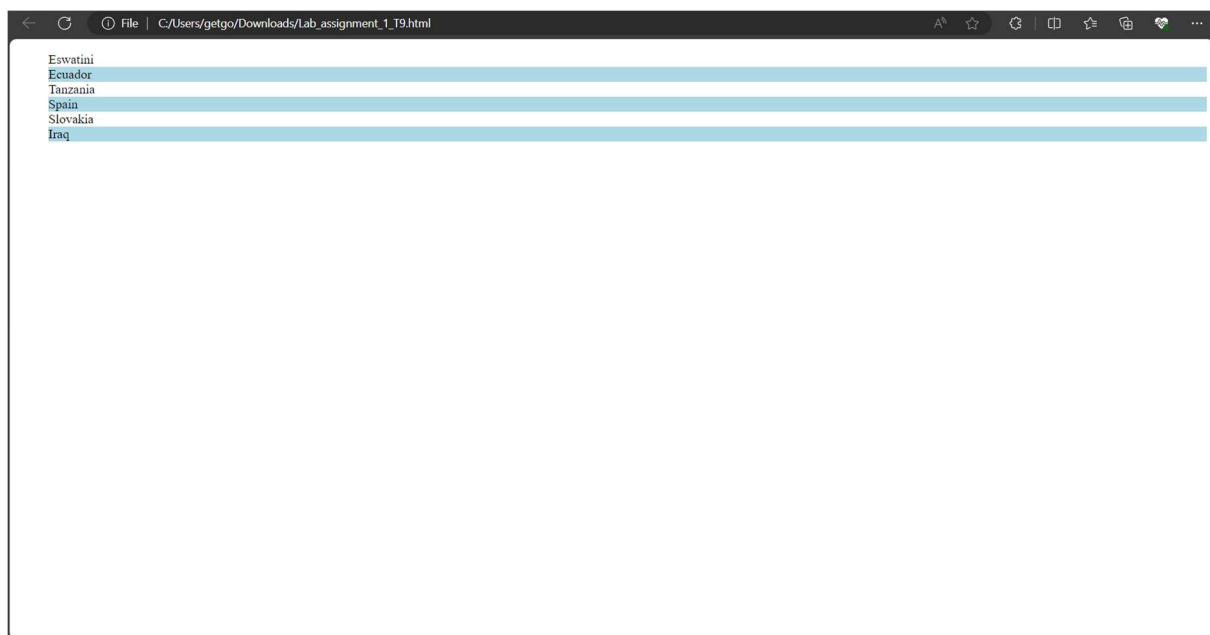 File | C:/Users/getgo/Downloads/Lab_assignment_1_T9.html
Eswatini
Ecuador
Tanzania
Spain
Slovakia
Iraq